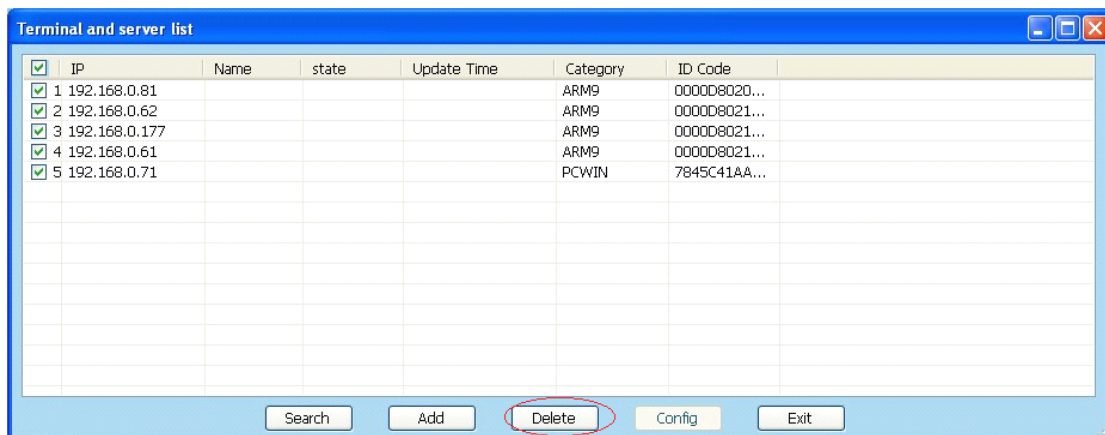 Terminal and server list
IP Name state Update Time Category ID Code
1 192.168.0.81 ARM9 0000D8020...
2 192.168.0.62 ARM9 0000D8021...
3 192.168.0.177 ARM9 0000D8021...
4 192.168.0.61 ARM9 0000D8021...
5 192.168.0.71 PCWIN 7845C41AA...
Search Add Delete Config Exit